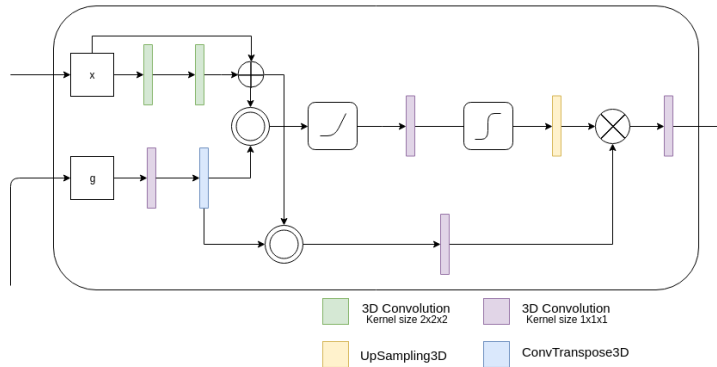 x
g
3D Convolution
Kernel size 2x2x2
3D Convolution
Kernel size 1x1x1
UpSampling3D
ConvTranspose3D